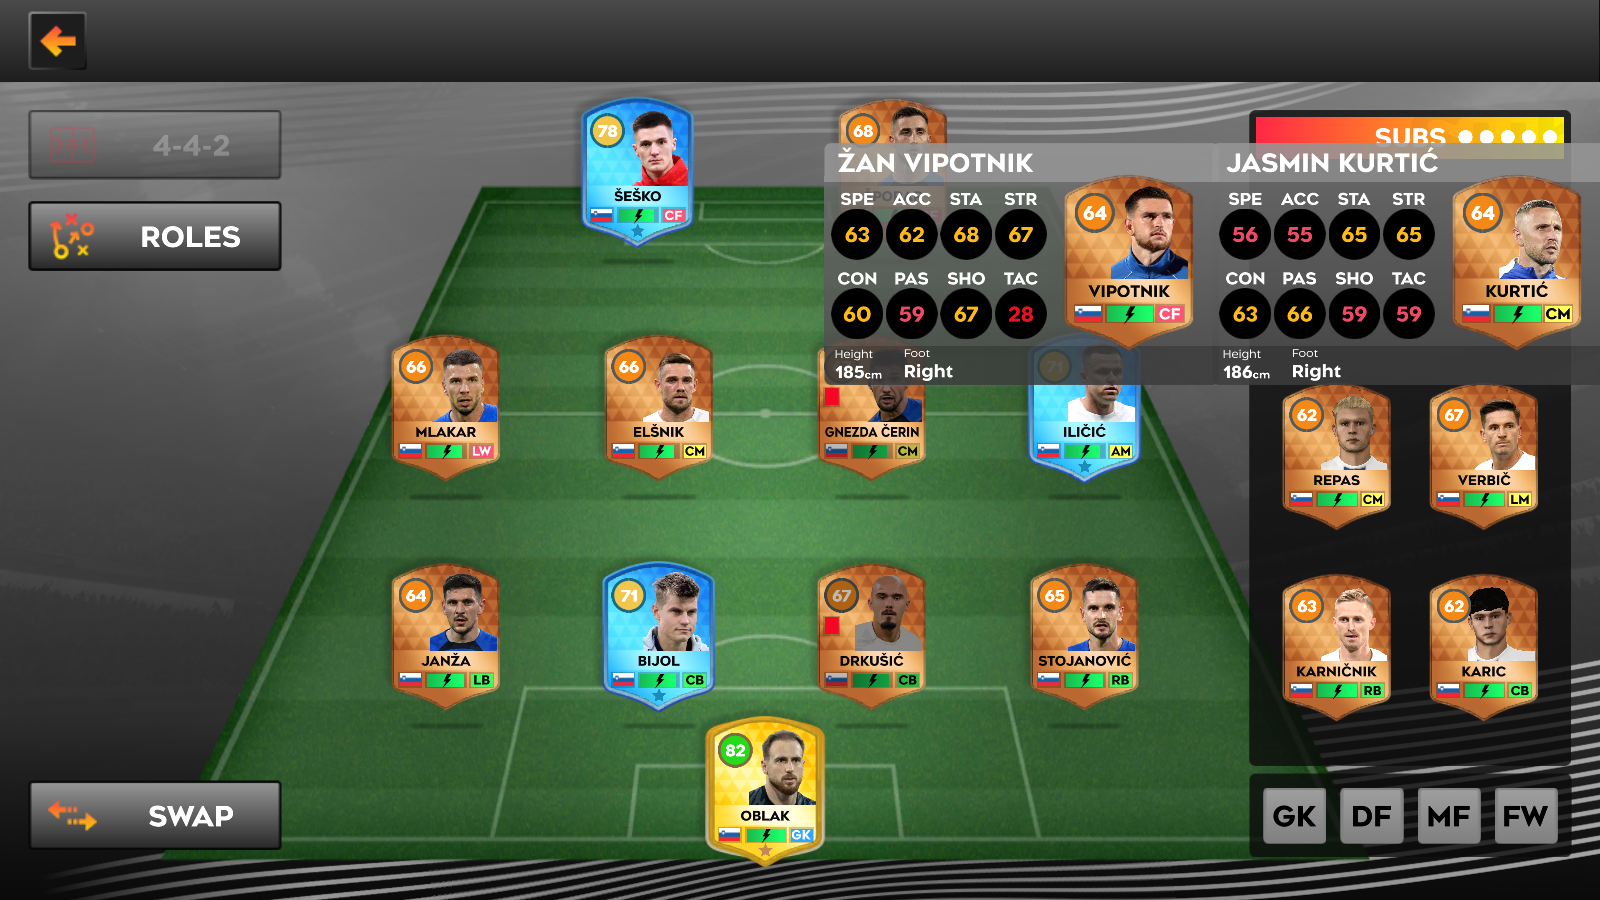 4-4-2
ROLES
SWAP
78
ŠEŠKO
CF
68
SUBS
ŽAN VIPOTNIK
SPE ACC STA STR
63 62 68 67
CON PAS SHO TAC
60 59 67 28
Height Foot
185cm Right
64
VIPOTNIK
CF
JASMIN KURTIĆ
SPE ACC STA STR
56 55 65 65
CON PAS SHO TAC
63 66 59 59
Height Foot
186cm Right
64
KURTIĆ
CM
66
MLAKAR
LW
66
ELŠNIK
CM
GNEZDA ČERIN
CM
71
ILIČIĆ
AM
62
REPAS
CM
67
VERBIČ
LM
64
JANŽA
LB
71
BIJOL
CB
67
DRKUŠIĆ
CB
65
STOJANOVIĆ
RB
63
KARNIČNIK
RB
62
KARIC
CB
82
OBLAK
GK
GK DF MF FW